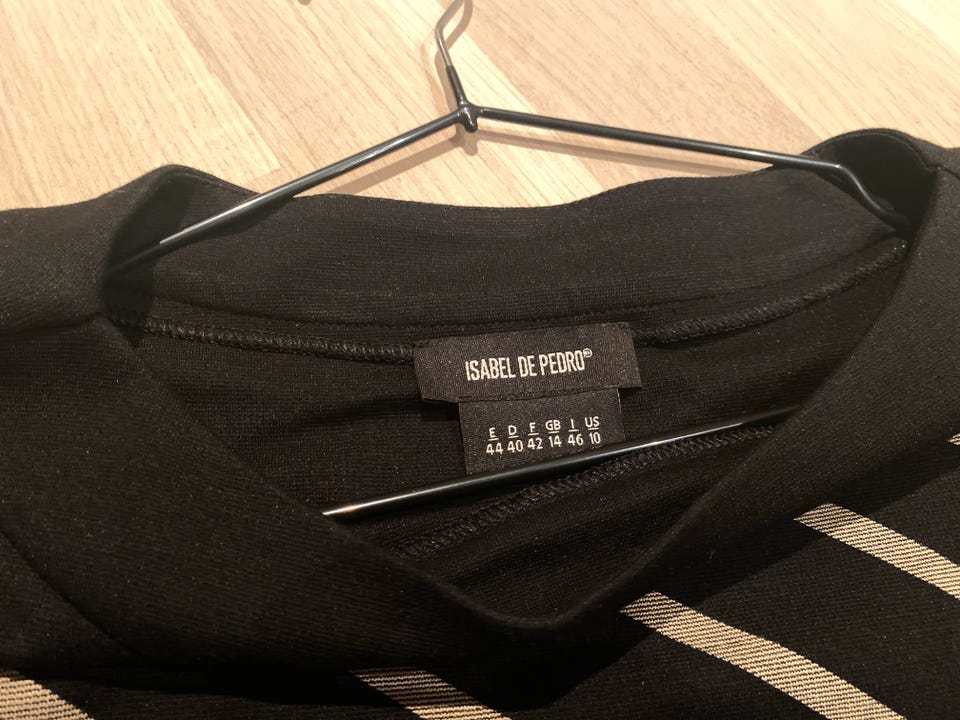 ISABEL DE PEDRO
E D F GB I US
44 40 42 14 46 10